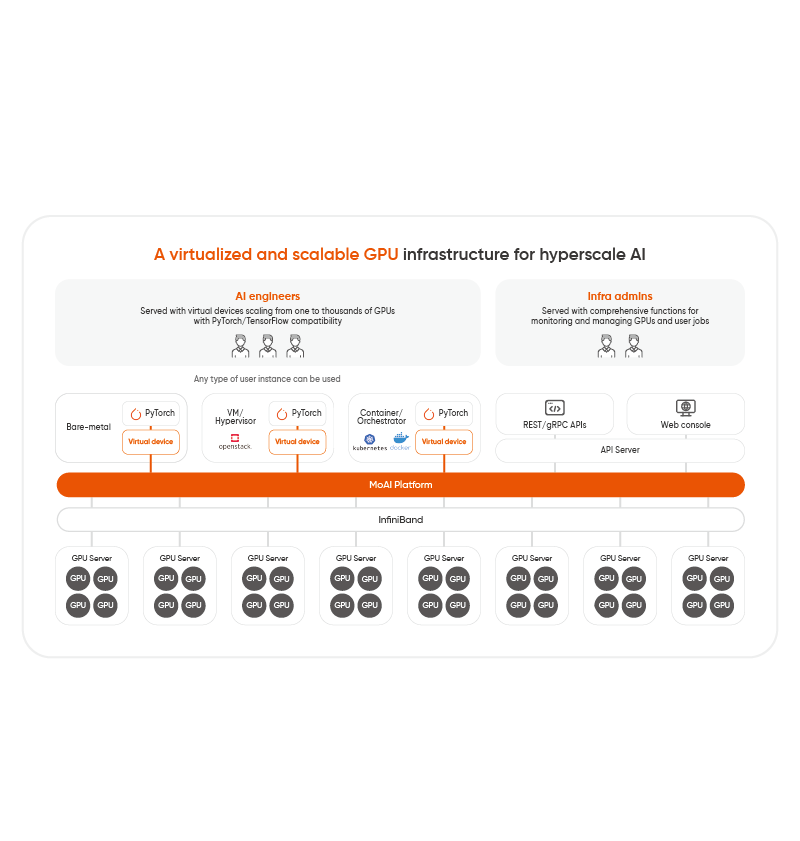 A virtualized and scalable GPU infrastructure for hyperscale AI
AI engineers
Served with virtual devices scaling from one to thousands of GPUs
with PyTorch/TensorFlow compatibility
Infra admins
Served with comprehensive functions for
monitoring and managing GPUs and user jobs
Any type of user instance can be used
Bare-metal
PyTorch
Virtual device
VM/
Hypervisor
openstack.
PyTorch
Virtual device
Container/
Orchestrator
kubernetes
docker
PyTorch
Virtual device
REST/gRPC APIs
Web console
API Server
MoAI Platform
InfiniBand
GPU Server
GPU GPU
GPU GPU
GPU Server
GPU GPU
GPU GPU
GPU Server
GPU GPU
GPU GPU
GPU Server
GPU GPU
GPU GPU
GPU Server
GPU GPU
GPU GPU
GPU Server
GPU GPU
GPU GPU
GPU Server
GPU GPU
GPU GPU
GPU Server
GPU GPU
GPU GPU